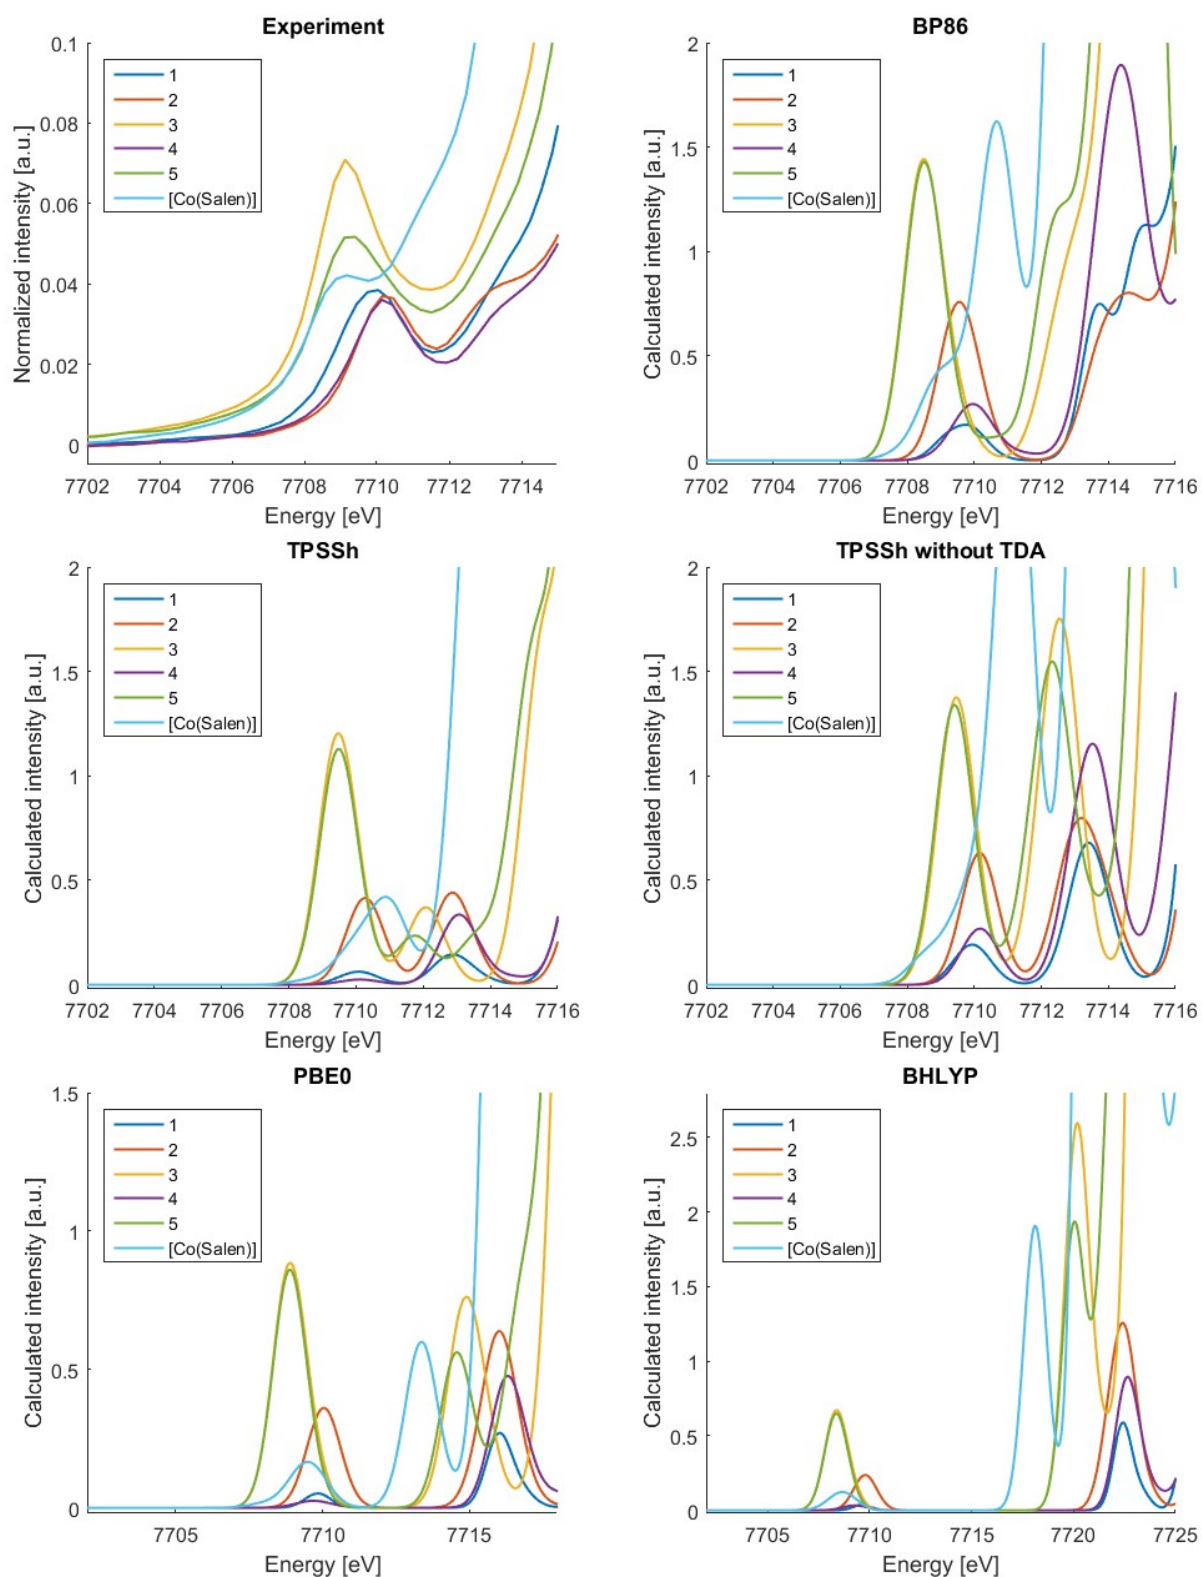 Experiment
0.1
0.08
0.06
0.04
0.02
0
Normalized intensity [a.u.]
1
2
3
4
5
[Co(Salen)]
7702 7704 7706 7708 7710 7712 7714
Energy [eV]
BP86
2
1.5
1
0.5
0
Calculated intensity [a.u.]
1
2
3
4
5
[Co(Salen)]
7702 7704 7706 7708 7710 7712 7714 7716
Energy [eV]
TPSSh
2
1.5
1
0.5
0
Calculated intensity [a.u.]
1
2
3
4
5
[Co(Salen)]
7702 7704 7706 7708 7710 7712 7714 7716
Energy [eV]
TPSSh without TDA
2
1.5
1
0.5
0
Calculated intensity [a.u.]
1
2
3
4
5
[Co(Salen)]
7702 7704 7706 7708 7710 7712 7714 7716
Energy [eV]
PBE0
1.5
1
0.5
0
Calculated intensity [a.u.]
1
2
3
4
5
[Co(Salen)]
7705 7710 7715
Energy [eV]
BHLYP
2.5
2
1.5
1
0.5
0
Calculated intensity [a.u.]
1
2
3
4
5
[Co(Salen)]
7705 7710 7715 7720 7725
Energy [eV]